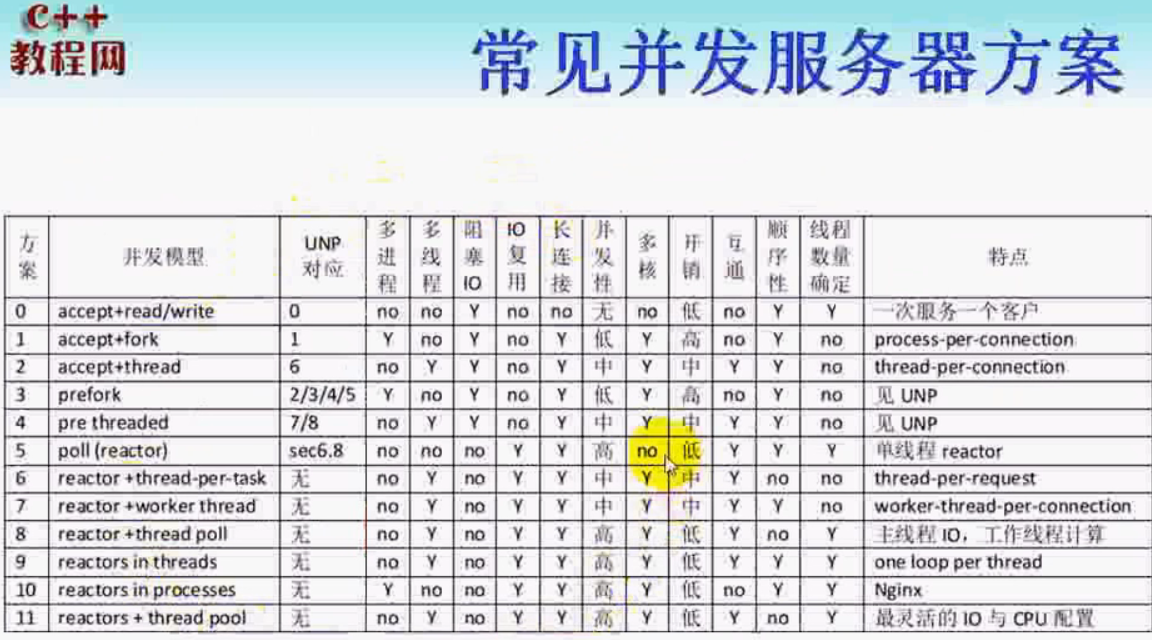 C++
教程网
常见并发服务器方案
方案 并发模型 UNP对应 多进程 多线程 阻塞IO IO复用 长连接 并发性 多核 开销 互通 顺序性 线程数量确定 特点
0 accept+read/write 0 no no Y no no 无 no 低 no Y Y 一次服务一个客户
1 accept+fork 1 Y no Y no Y 低 Y 高 no Y no process-per-connection
2 accept+thread 6 no Y Y no Y 中 Y 中 Y Y no thread-per-connection
3 prefork 2/3/4/5 Y no Y no Y 低 Y 高 no Y no 见 UNP
4 pre threaded 7/8 no Y Y no Y 中 Y 中 Y Y no 见 UNP
5 poll (reactor) sec6.8 no no no Y Y 高 no 低 Y Y Y 单线程 reactor
6 reactor +thread-per-task 无 no Y no Y Y 中 Y 中 Y no no thread-per-request
7 reactor +worker thread 无 no Y no Y Y 中 Y 中 Y Y no worker-thread-per-connection
8 reactor +thread poll 无 no Y no Y Y 高 Y 低 Y no Y 主线程 IO，工作线程计算
9 reactors in threads 无 no Y no Y Y 高 Y 低 Y Y Y one loop per thread
10 reactors in processes 无 Y no no Y Y 高 Y 低 no Y Y Nginx
11 reactors + thread pool 无 no Y no Y Y 高 Y 低 Y no Y 最灵活的 IO 与 CPU 配置